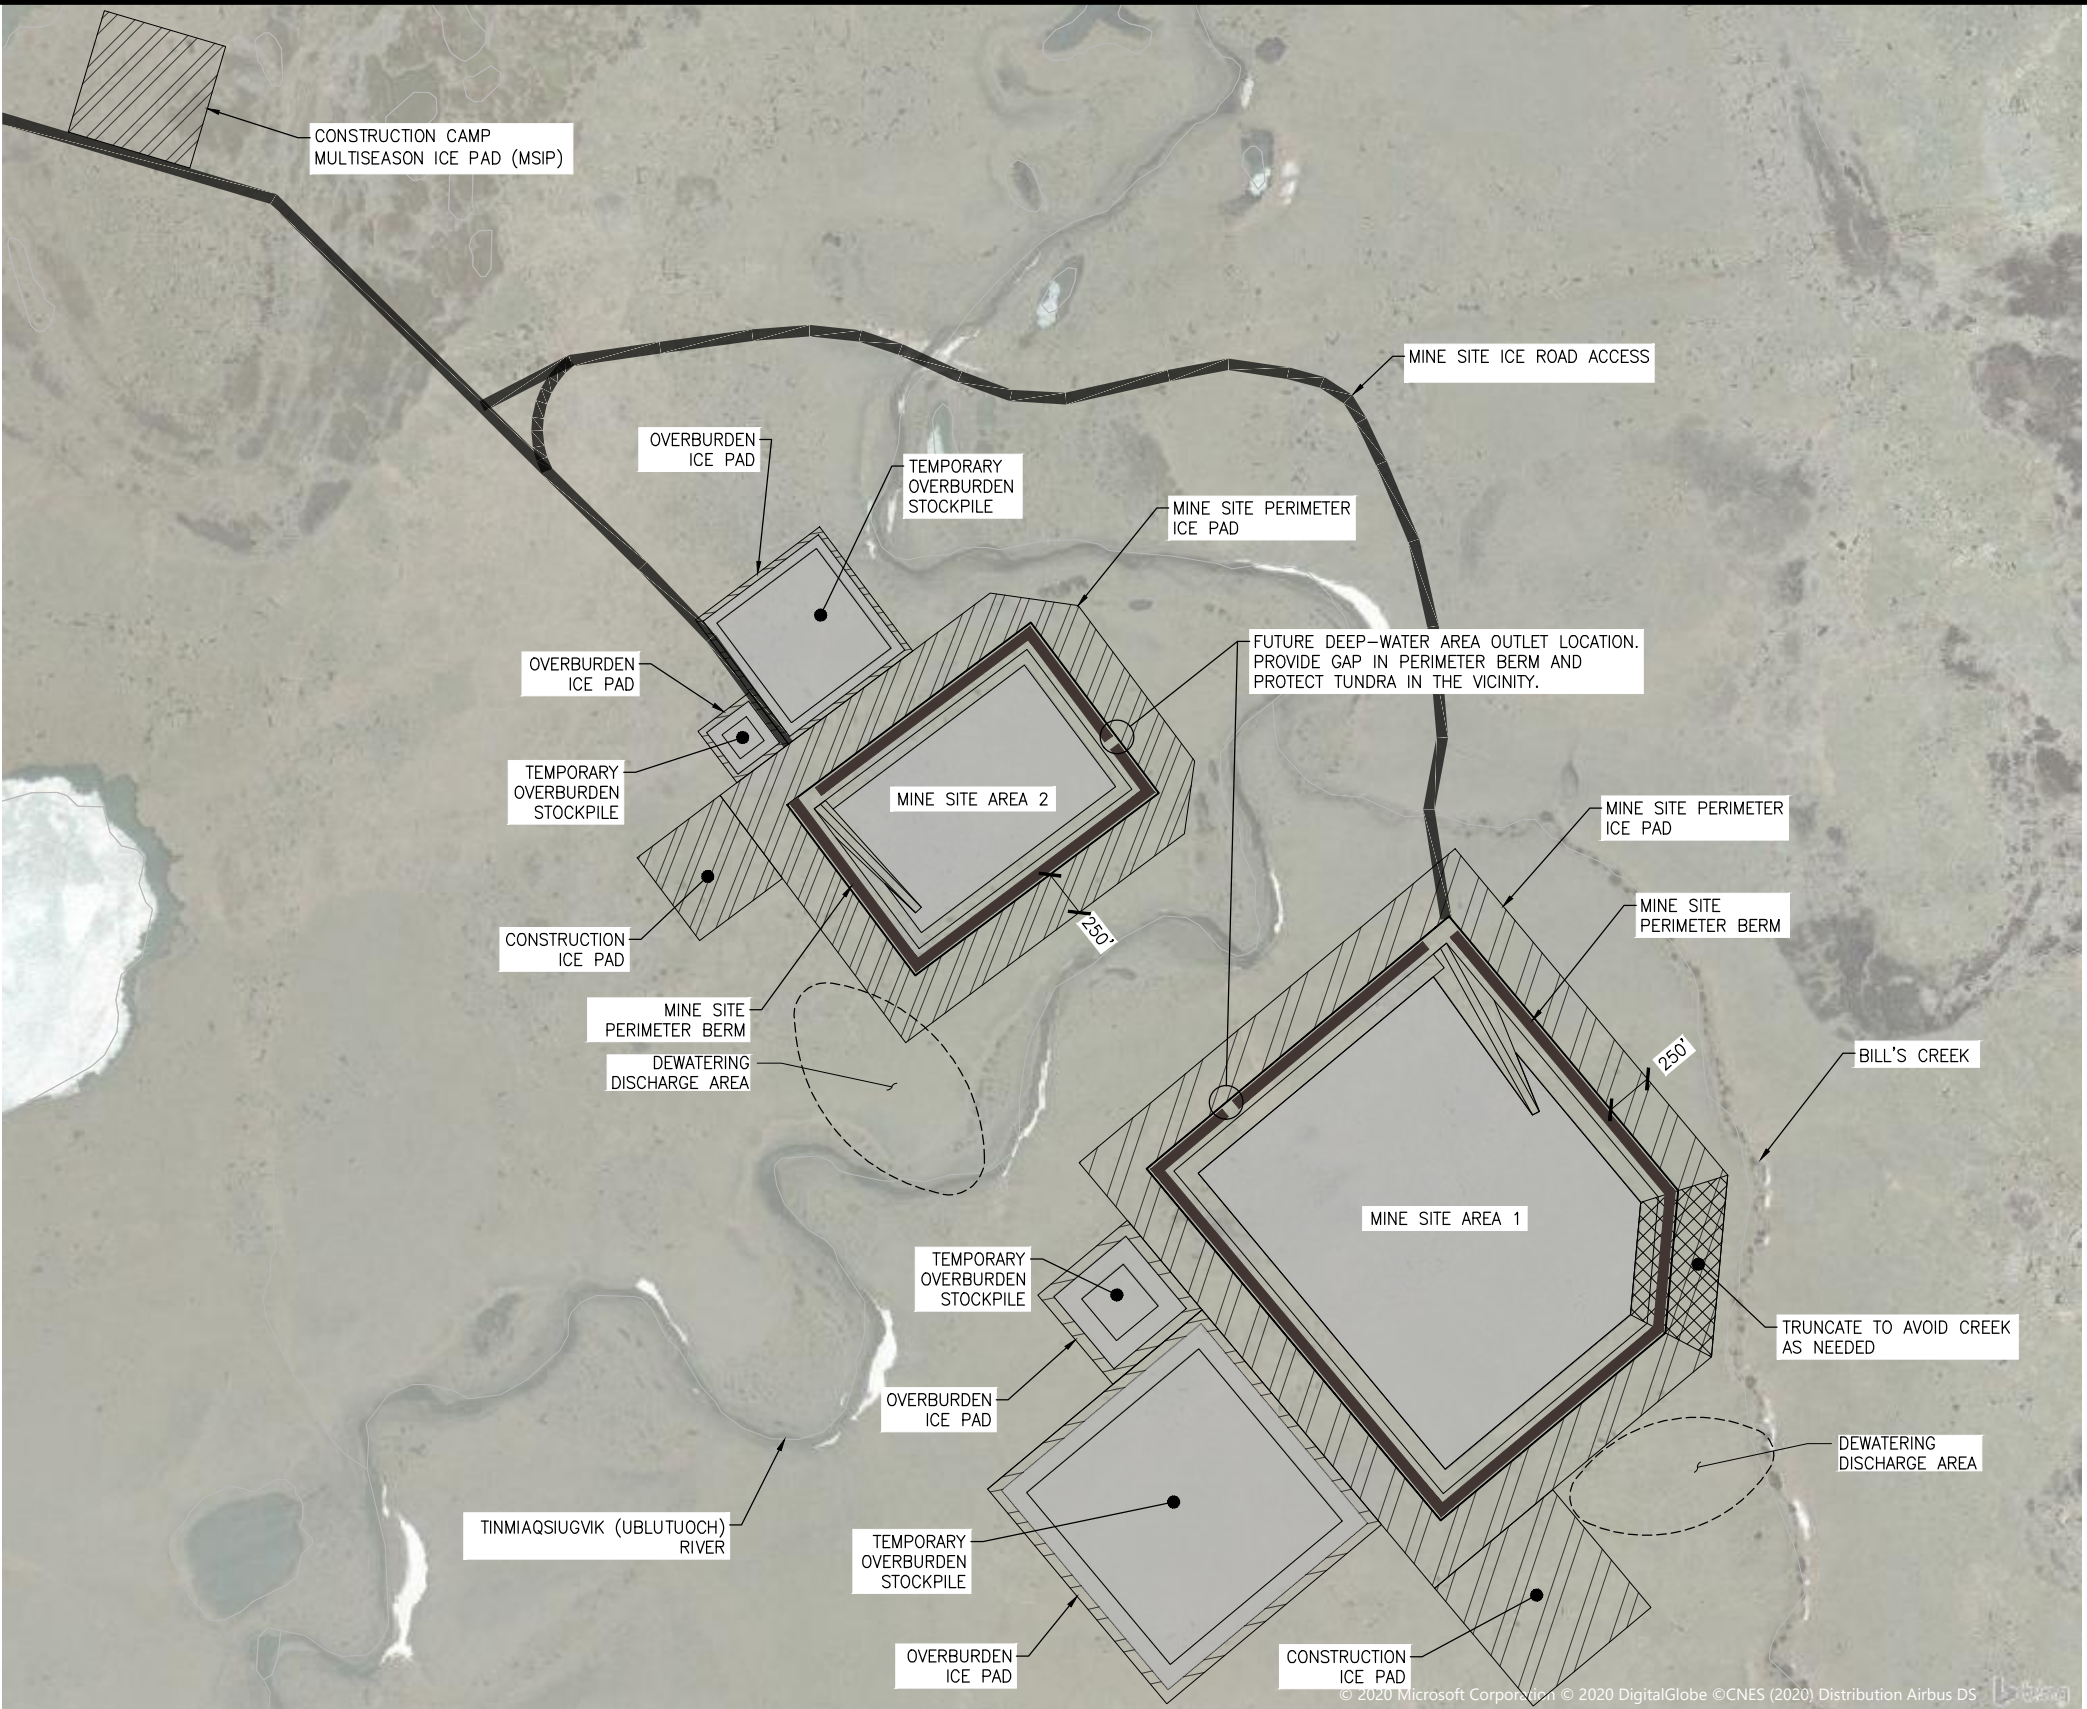 CONSTRUCTION CAMP
MULTISEASON ICE PAD (MSIP)
MINE SITE ICE ROAD ACCESS
OVERBURDEN
ICE PAD
TEMPORARY
OVERBURDEN
STOCKPILE
MINE SITE PERIMETER
ICE PAD
FUTURE DEEP-WATER AREA OUTLET LOCATION.
PROVIDE GAP IN PERIMETER BERM AND
PROTECT TUNDRA IN THE VICINITY.
OVERBURDEN
ICE PAD
TEMPORARY
OVERBURDEN
STOCKPILE
MINE SITE AREA 2
MINE SITE PERIMETER
ICE PAD
250'
CONSTRUCTION
ICE PAD
MINE SITE
PERIMETER BERM
MINE SITE
PERIMETER BERM
DEWATERING
DISCHARGE AREA
250'
BILL'S CREEK
MINE SITE AREA 1
TEMPORARY
OVERBURDEN
STOCKPILE
TRUNCATE TO AVOID CREEK
AS NEEDED
OVERBURDEN
ICE PAD
DEWATERING
DISCHARGE AREA
TINMIAQSIUGVIK (UBLUTUOCH)
RIVER
TEMPORARY
OVERBURDEN
STOCKPILE
OVERBURDEN
ICE PAD
CONSTRUCTION
ICE PAD
© 2020 Microsoft Corporation © 2020 DigitalGlobe ©CNES (2020) Distribution Airbus DS